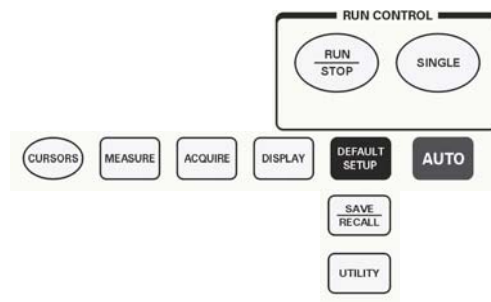 RUN CONTROL
RUN
STOP
SINGLE
CURSORS
MEASURE
ACQUIRE
DISPLAY
DEFAULT
SETUP
AUTO
SAVE
RECALL
UTILITY